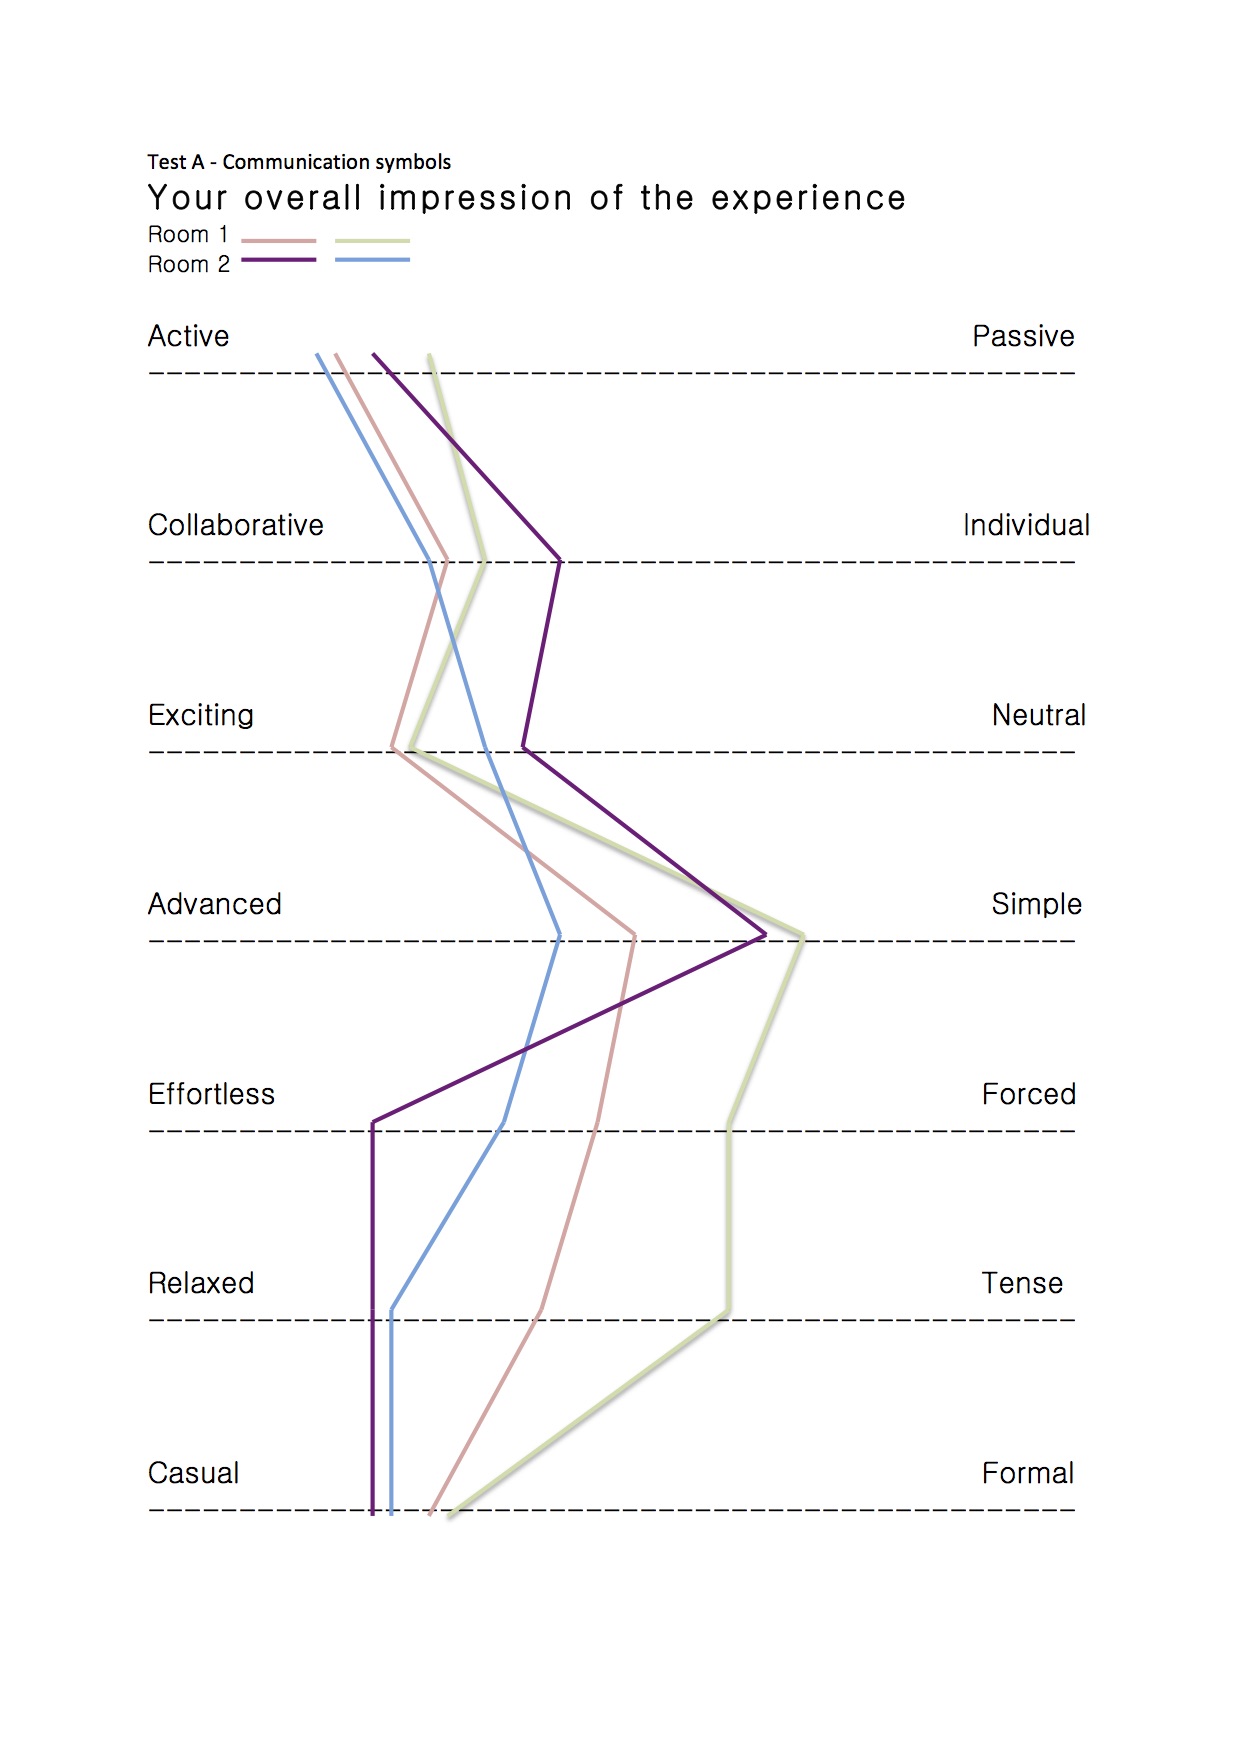 Test A - Communication symbols
Your overall impression of the experience
Room 1
Room 2
Active Passive
Collaborative Individual
Exciting Neutral
Advanced Simple
Effortless Forced
Relaxed Tense
Casual Formal